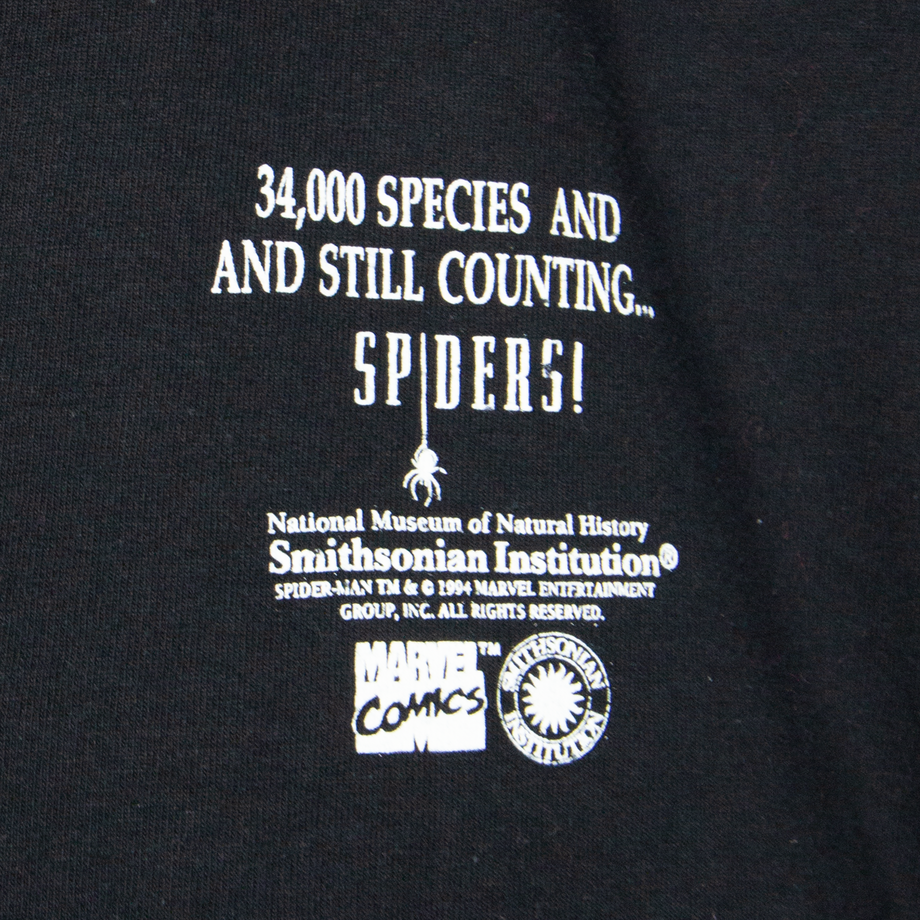 34,000 SPECIES AND
AND STILL COUNTING...
SPIDERS!
National Museum of Natural History
Smithsonian Institution®
SPIDER-MAN TM & © 1994 MARVEL ENTERTAINMENT
GROUP, INC. ALL RIGHTS RESERVED.
MARVEL™
COMICS
SMITHSONIAN
INSTITUTION